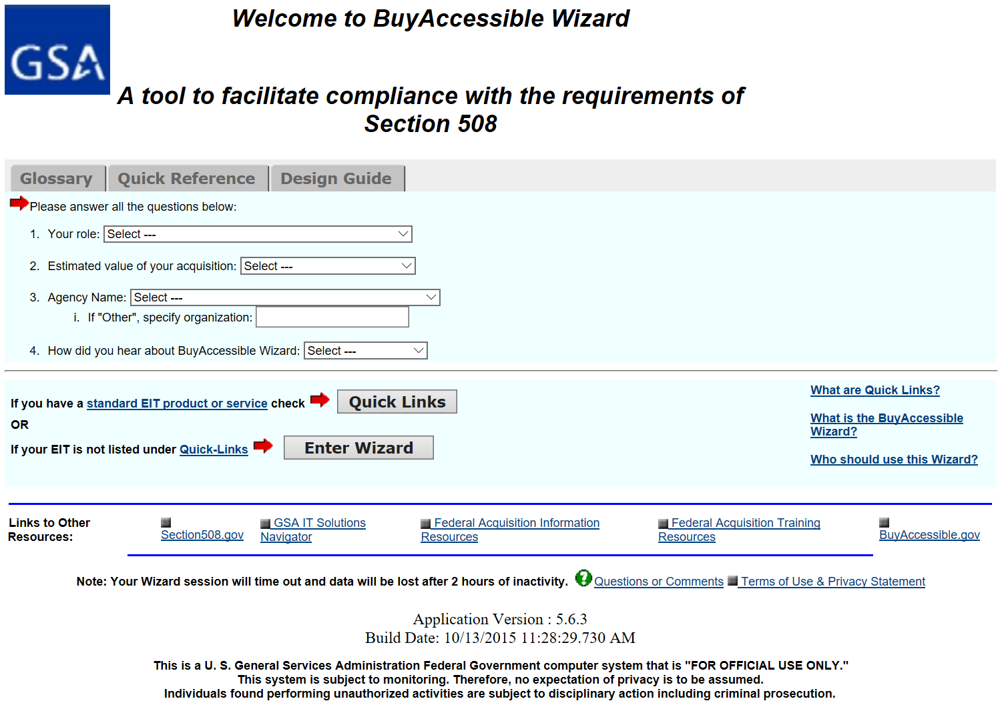 GSA
Welcome to BuyAccessible Wizard
A tool to facilitate compliance with the requirements of
Section 508
Glossary
Quick Reference
Design Guide
Please answer all the questions below:
1. Your role: Select ---
2. Estimated value of your acquisition: Select ---
3. Agency Name: Select ---
i. If "Other", specify organization:
4. How did you hear about BuyAccessible Wizard: Select ---
If you have a standard EIT product or service check Quick Links
OR
If your EIT is not listed under Quick-Links Enter Wizard
What are Quick Links?
What is the BuyAccessible
Wizard?
Who should use this Wizard?
Links to Other
Resources:
Section508.gov
GSA IT Solutions
Navigator
Federal Acquisition Information
Resources
Federal Acquisition Training
Resources
BuyAccessible.gov
Note: Your Wizard session will time out and data will be lost after 2 hours of inactivity. ? Questions or Comments Terms of Use & Privacy Statement
Application Version : 5.6.3
Build Date: 10/13/2015 11:28:29.730 AM
This is a U. S. General Services Administration Federal Government computer system that is "FOR OFFICIAL USE ONLY."
This system is subject to monitoring. Therefore, no expectation of privacy is to be assumed.
Individuals found performing unauthorized activities are subject to disciplinary action including criminal prosecution.